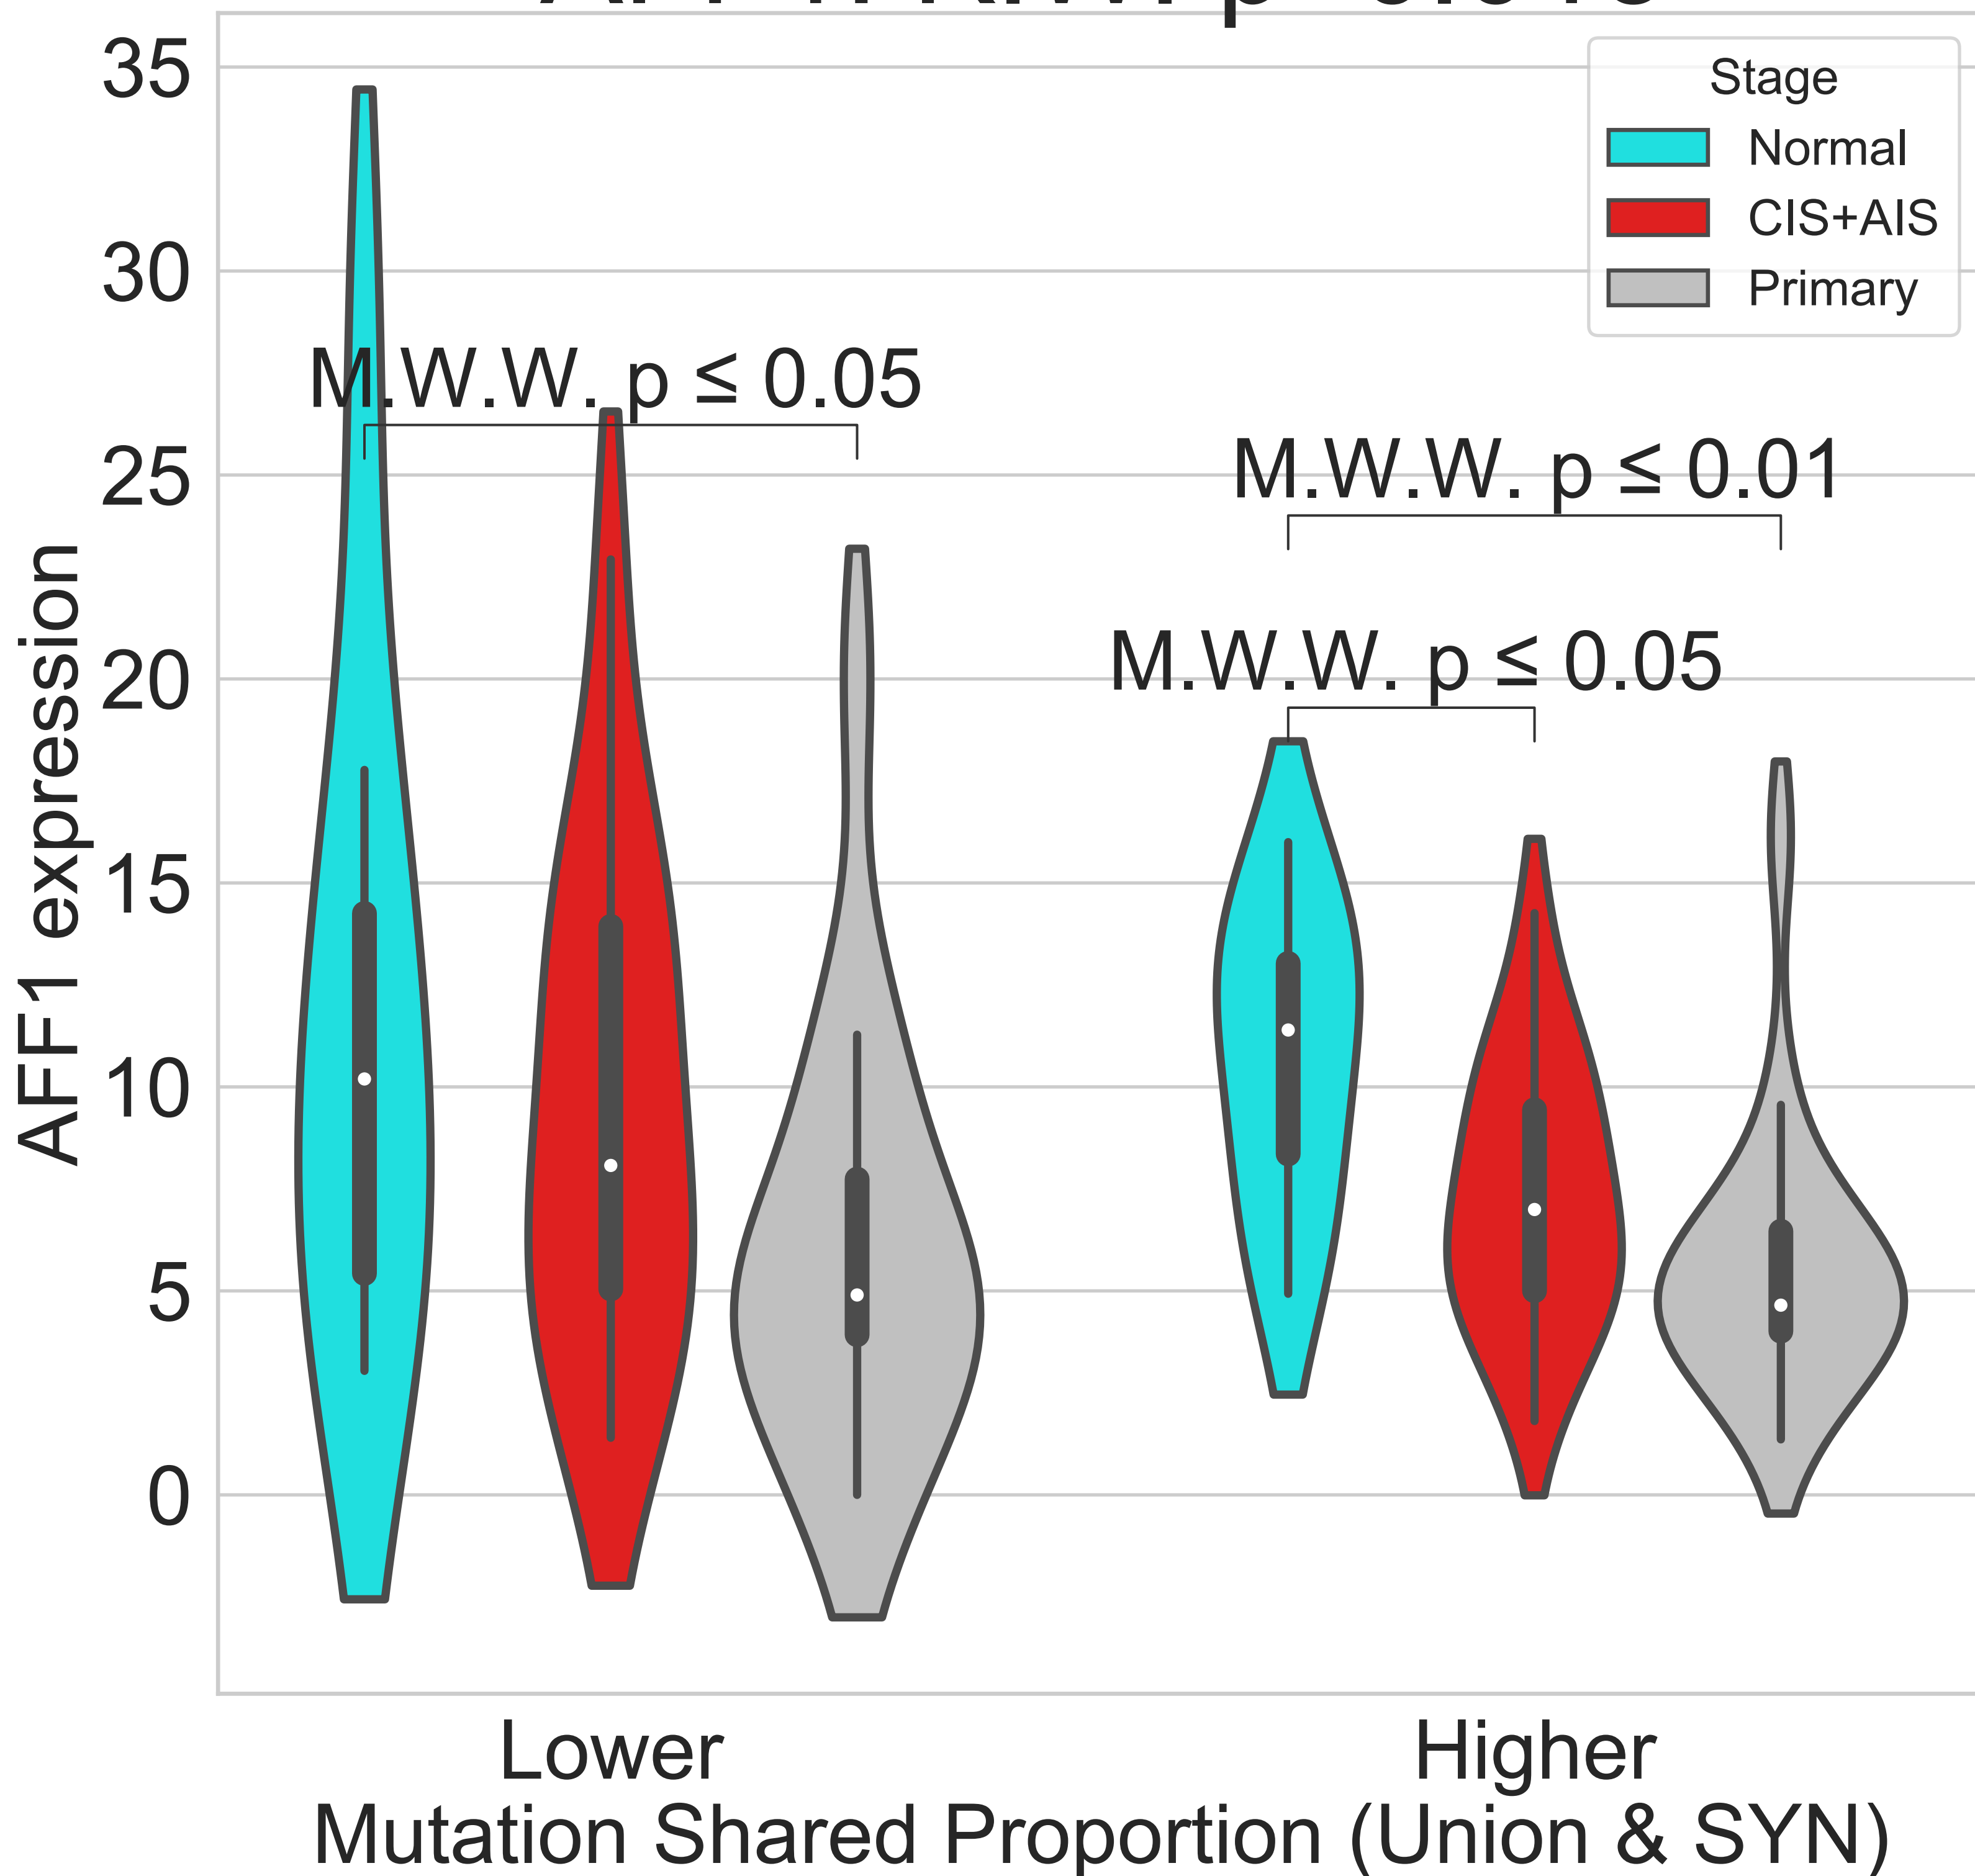 Stage
Normal
CIS+AIS
Primary
35
30
25
20
15
10
5
0
AFF1 expression
M.W.W. p ≤ 0.05
M.W.W. p ≤ 0.01
M.W.W. p ≤ 0.05
Lower
Higher
Mutation Shared Proportion (Union & SYN)